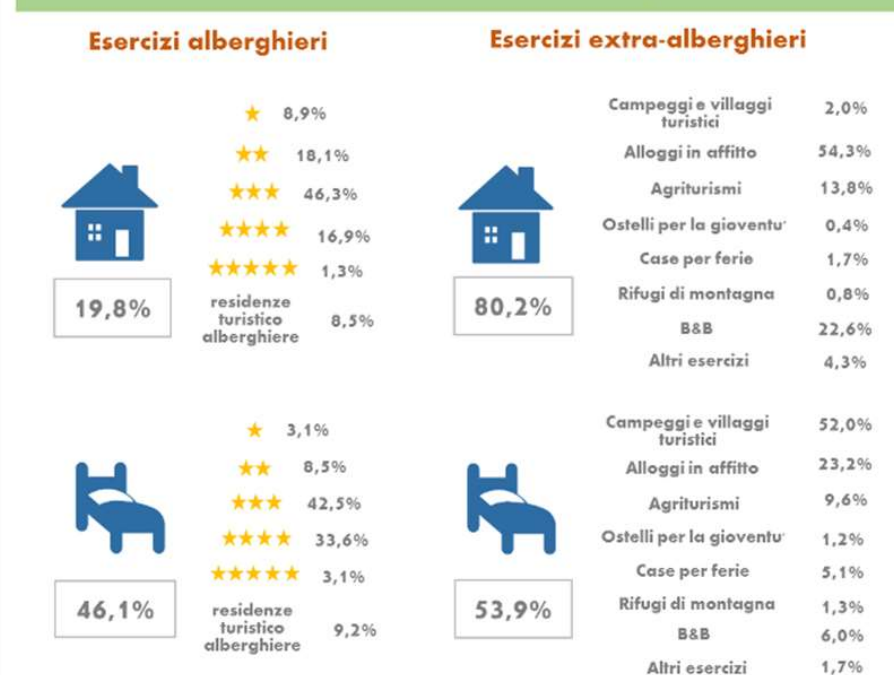 Esercizi alberghieri
8,9%
18,1%
46,3%
16,9%
1,3%
residenze
turistico
alberghiere
8,5%
19,8%
Esercizi extra-alberghieri
Campeggi e villaggi
turistici
2,0%
Alloggi in affitto
54,3%
Agriturismi
13,8%
Ostelli per la gioventu'
0,4%
Case per ferie
1,7%
Rifugi di montagna
0,8%
B&B
22,6%
Altri esercizi
4,3%
80,2%
3,1%
8,5%
42,5%
33,6%
3,1%
residenze
turistico
alberghiere
9,2%
46,1%
Campeggi e villaggi
turistici
52,0%
Alloggi in affitto
23,2%
Agriturismi
9,6%
Ostelli per la gioventu'
1,2%
Case per ferie
5,1%
Rifugi di montagna
1,3%
B&B
6,0%
Altri esercizi
1,7%
53,9%